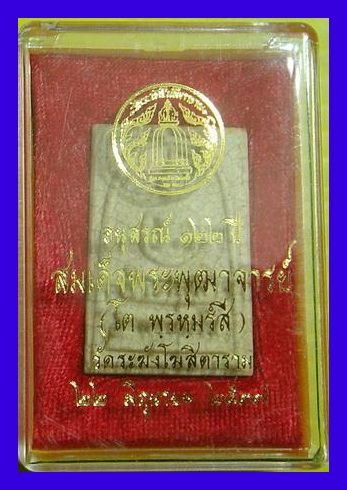 อนุสรณ์ ๑๒๒ ปี
สมเด็จพระพุฒาจารย์
(โต พฺรหฺมรํสี)
วัดระฆังโฆสิตาราม
๒๒ มิถุนายน ๒๕๓๗